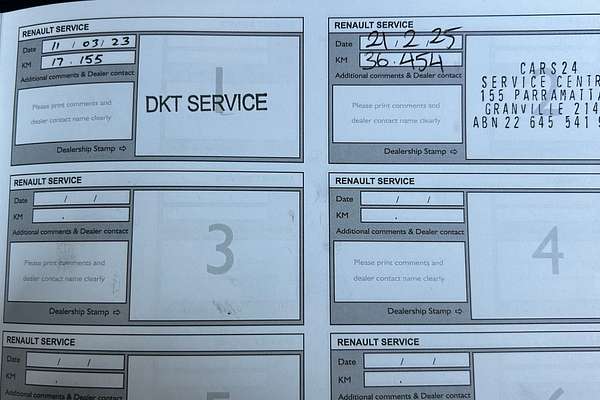 RENAULT SERVICE
Date 11 / 03 / 23
KM 17.155
Additional comments & Dealer contact
Please print comments and
dealer contact name clearly
Dealership Stamp ⇨
1
DKT SERVICE
RENAULT SERVICE
Date 21.2.25
KM 36.454
Additional comments & Dealer contact
Please print comments and
dealer contact name clearly
Dealership Stamp ⇨
2
CARS24
SERVICE CENTR
155 PARRAMATTA
GRANVILLE 214
ABN 22 645 541 9
RENAULT SERVICE
Date / /
KM .
Additional comments & Dealer contact
Please print comments and
dealer contact name clearly
Dealership Stamp ⇨
3
RENAULT SERVICE
Date / /
KM .
Additional comments & Dealer contact
Please print comments and
dealer contact name clearly
Dealership Stamp ⇨
4
RENAULT SERVICE
Date / /
KM .
Additional comments & Dealer contact
5
RENAULT SERVICE
Date / /
KM .
Additional comments & Dealer contact